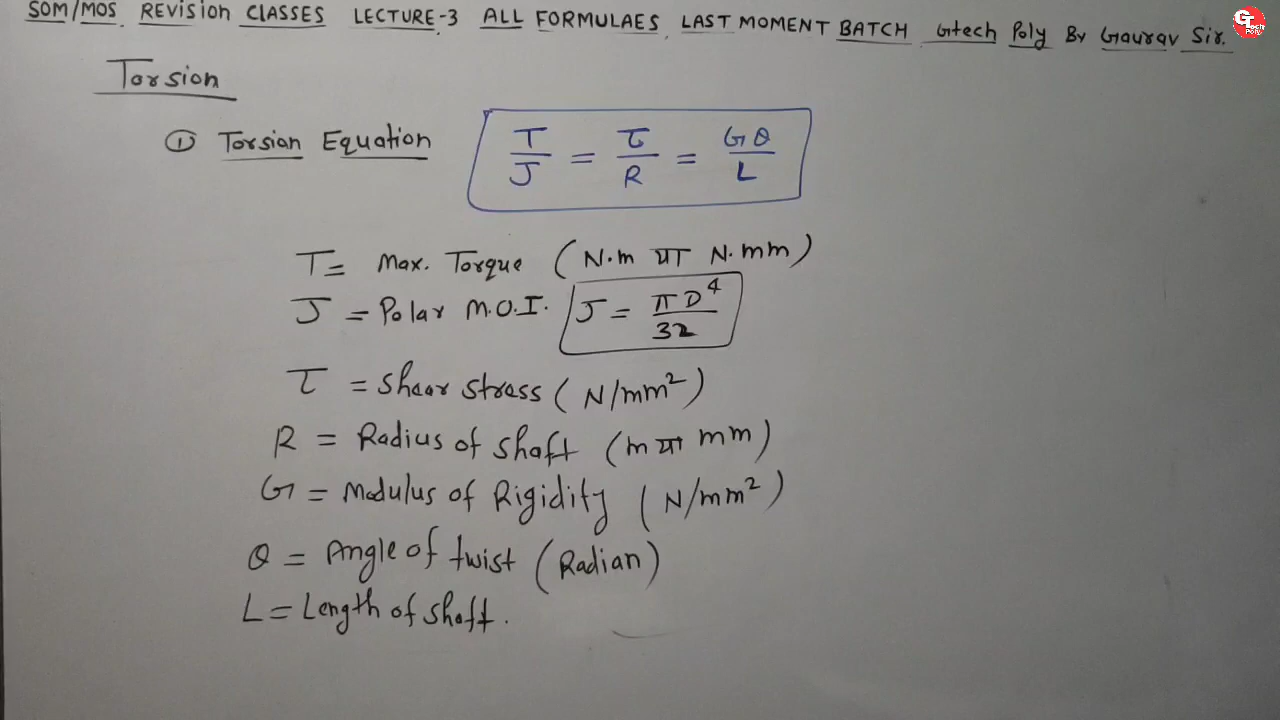 SOM/MOS REVISION CLASSES LECTURE-3 ALL FORMULAES LAST MOMENT BATCH Gtech Poly By Gaurav Sir.
Torsion
① Torsian Equation T/J = τ/R = Gθ/L
T= Max. Torque (N.m या N.mm)
J = Polar M.O.I. J = πD⁴/32
τ = Shear Stress (N/mm²)
R = Radius of Shaft (m या mm)
G = Modulus of Rigidity (N/mm²)
θ = Angle of twist (Radian)
L = Length of Shaft.